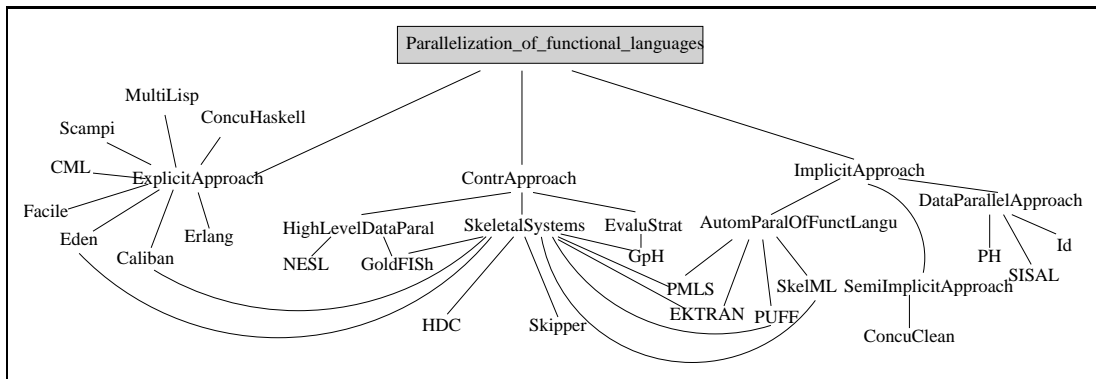 Parallelization_of_functional_languages
MultiLisp
ConcuHaskell
Scampi
CML
ExplicitApproach
ContrApproach
ImplicitApproach
Facile
Eden
Caliban
Erlang
HighLevelDataParal
SkeletalSystems
EvaluStrat
AutomParalOfFunctLangu
DataParallelApproach
NESL
GoldFISh
GpH
PH
Id
SISAL
PMLS
SkelML
SemiImplicitApproach
HDC
Skipper
EKTRAN
PUFF
ConcuClean